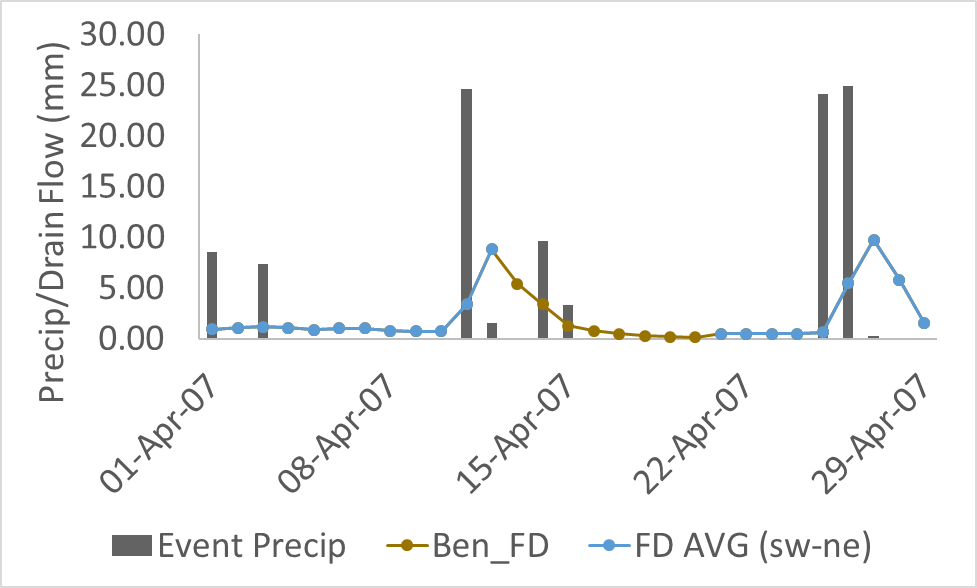 Precip/Drain Flow (mm)
30.00
25.00
20.00
15.00
10.00
5.00
0.00
01-Apr-07
08-Apr-07
15-Apr-07
22-Apr-07
29-Apr-07
Event Precip Ben_FD FD AVG (sw-ne)